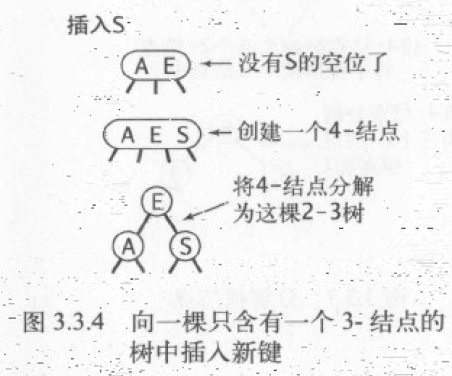 插入S
A E
没有S的空位了
A E S
创建一个4-结点
将4-结点分解
为这棵2-3树
E
A S
图 3.3.4 向一棵只含有一个 3- 结点的
树中插入新键